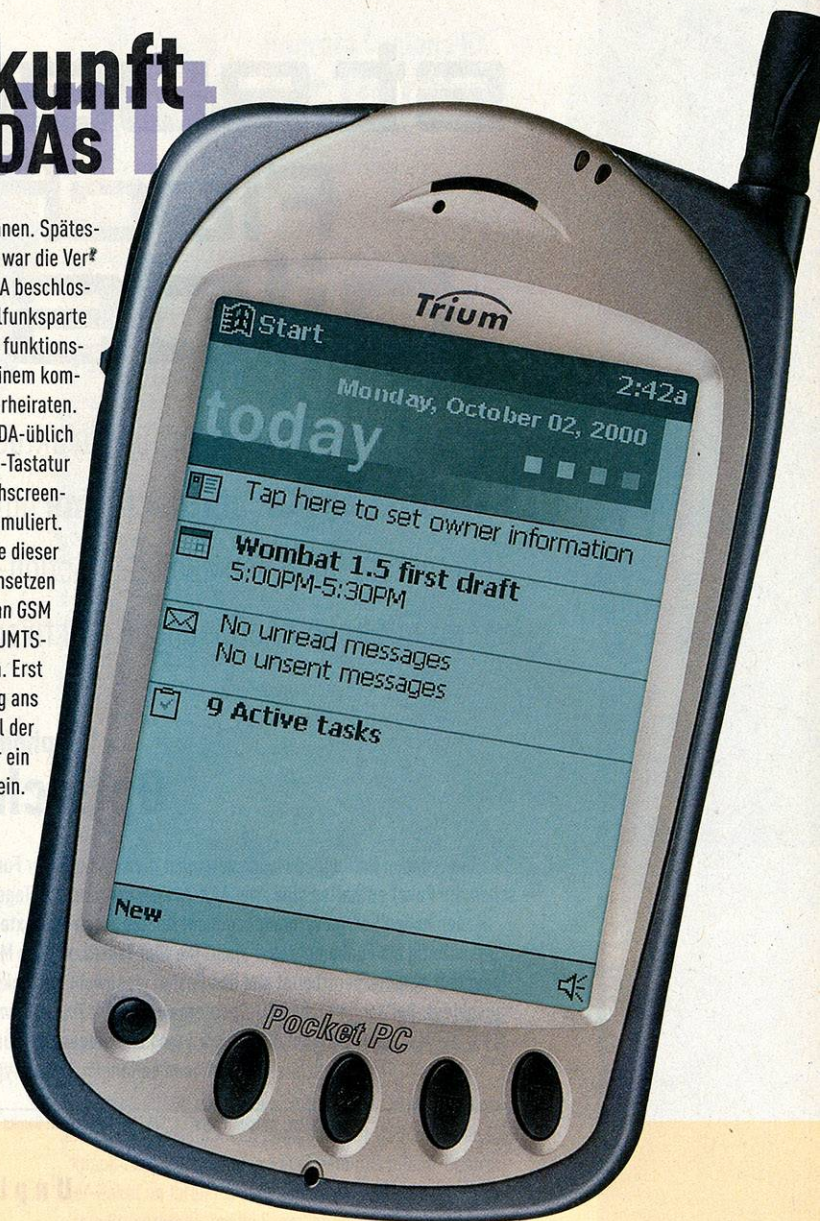 kunft
DAs
nnen. Spätes-
war die Ver
A beschlos-
lfunksparte
funktions-
inem kom-
rheiraten.
DA-üblich
-Tastatur
hscreen-
muliert.
e dieser
nsetzen
an GSM
UMTS-
n. Erst
g ans
l der
r ein
ein.
Trium
Start
2:42a
Monday, October 02, 2000
today
Tap here to set owner information
Wombat 1.5 first draft
5:00PM-5:30PM
No unread messages
No unsent messages
9 Active tasks
New
Pocket PC